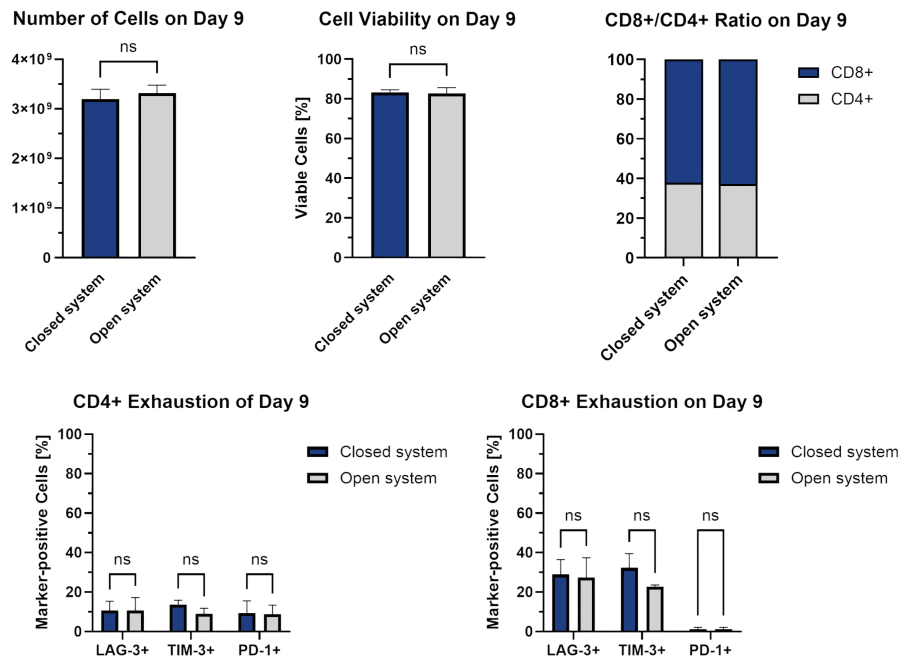 Number of Cells on Day 9
Cell Viability on Day 9
CD8+/CD4+ Ratio on Day 9
4×10⁹
3×10⁹
2×10⁹
1×10⁹
0
ns
Closed system
Open system
Viable Cells [%]
100
80
60
40
20
0
ns
Closed system
Open system
100
80
60
40
20
0
CD8+
CD4+
Closed system
Open system
CD4+ Exhaustion of Day 9
CD8+ Exhaustion on Day 9
Marker-positive Cells [%]
100
80
60
40
20
0
ns
ns
ns
LAG-3+
TIM-3+
PD-1+
Closed system
Open system
Marker-positive Cells [%]
100
80
60
40
20
0
ns
ns
ns
LAG-3+
TIM-3+
PD-1+
Closed system
Open system